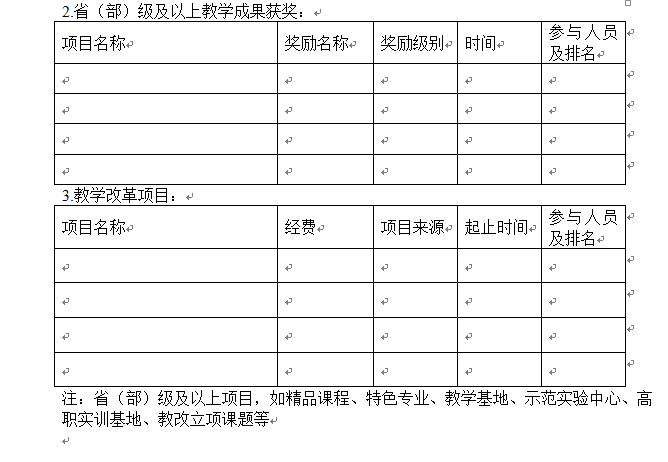 2.省（部）级及以上教学成果获奖：
项目名称 奖励名称 奖励级别 时间 参与人员
及排名
3.教学改革项目：
项目名称 经费 项目来源 起止时间 参与人员
及排名
注：省（部）级及以上项目，如精品课程、特色专业、教学基地、示范实验中心、高
职实训基地、教改立项课题等